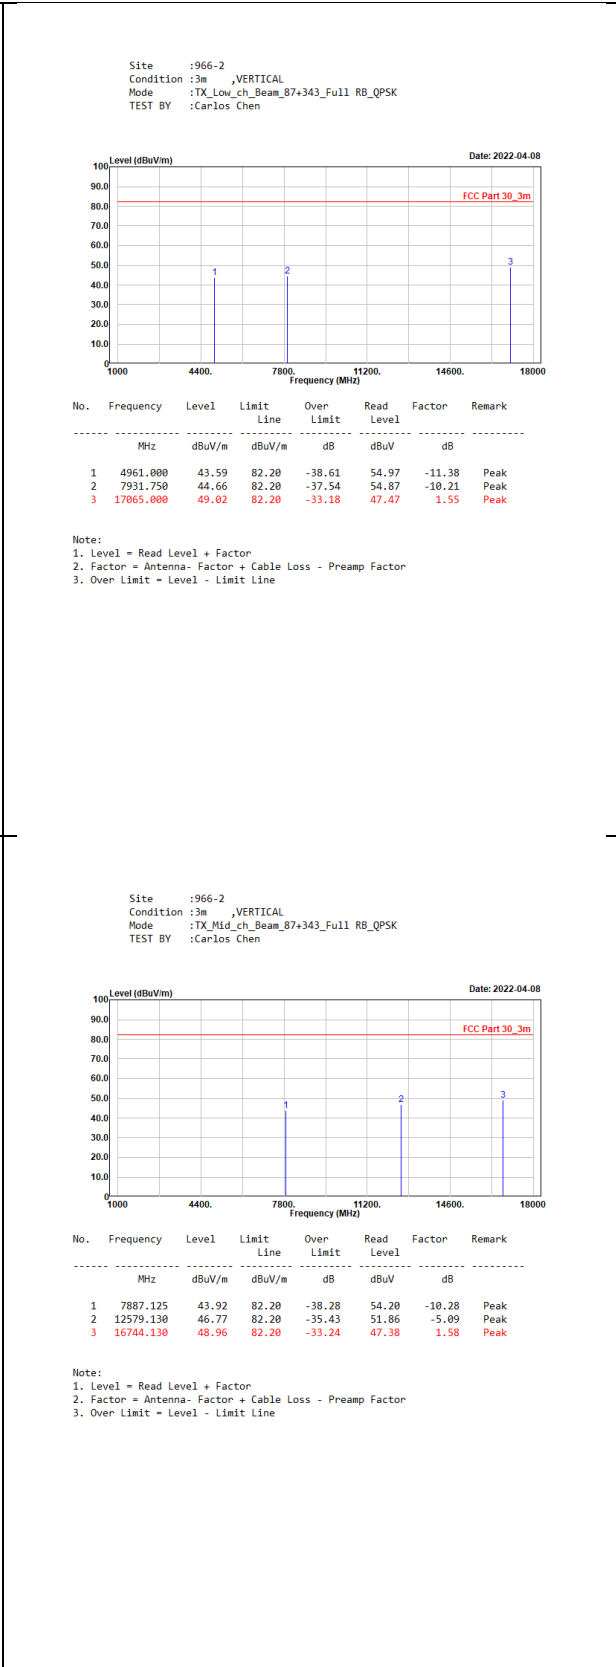 Site      :966-2
Condition :3m    ,VERTICAL
Mode      :TX_Low_ch_Beam_87+343_Full RB_QPSK
TEST BY   :Carlos Chen
Level (dBuV/m)
Date: 2022-04-08
100
90.0
FCC Part 30_3m
80.0
70.0
60.0
50.0
1
2
3
40.0
30.0
20.0
10.0
0
1000 4400. 7800. 11200. 14600. 18000
Frequency (MHz)
No. Frequency Level Limit Over Read Factor Remark
Line Limit Level
------ ----------- -------- --------- --------- --------- -------- ---------
MHz dBuV/m dBuV/m dB dBuV dB
1 4961.000 43.59 82.20 -38.61 54.97 -11.38 Peak
2 7931.750 44.66 82.20 -37.54 54.87 -10.21 Peak
3 17065.000 49.02 82.20 -33.18 47.47 1.55 Peak
Note:
1. Level = Read Level + Factor
2. Factor = Antenna- Factor + Cable Loss - Preamp Factor
3. Over Limit = Level - Limit Line
Site      :966-2
Condition :3m    ,VERTICAL
Mode      :TX_Mid_ch_Beam_87+343_Full RB_QPSK
TEST BY   :Carlos Chen
Level (dBuV/m)
Date: 2022-04-08
100
90.0
FCC Part 30_3m
80.0
70.0
60.0
50.0
1
2
3
40.0
30.0
20.0
10.0
0
1000 4400. 7800. 11200. 14600. 18000
Frequency (MHz)
No. Frequency Level Limit Over Read Factor Remark
Line Limit Level
------ ----------- -------- --------- --------- --------- -------- ---------
MHz dBuV/m dBuV/m dB dBuV dB
1 7887.125 43.92 82.20 -38.28 54.20 -10.28 Peak
2 12579.130 46.77 82.20 -35.43 51.86 -5.09 Peak
3 16744.130 48.96 82.20 -33.24 47.38 1.58 Peak
Note:
1. Level = Read Level + Factor
2. Factor = Antenna- Factor + Cable Loss - Preamp Factor
3. Over Limit = Level - Limit Line